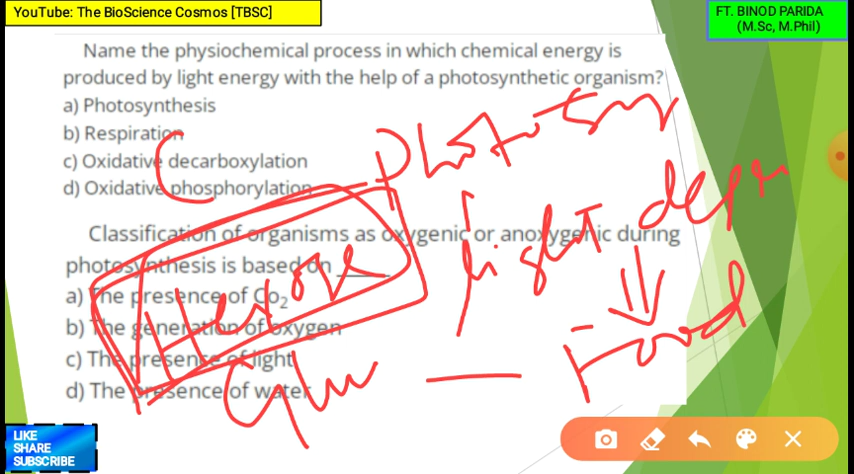 YouTube: The BioScience Cosmos [TBSC]
FT. BINOD PARIDA
(M.Sc, M.Phil)
Name the physiochemical process in which chemical energy is
produced by light energy with the help of a photosynthetic organism?
a) Photosynthesis
b) Respiration
c) Oxidative decarboxylation
d) Oxidative phosphorylation
Classification of organisms as oxygenic or anoxygenic during
photosynthesis is based on ____
a) The presence of Co2
b) The generation of oxygen
c) The presence of light
d) The presence of water
Hexose
light
Food
Glu
LIKE
SHARE
SUBSCRIBE